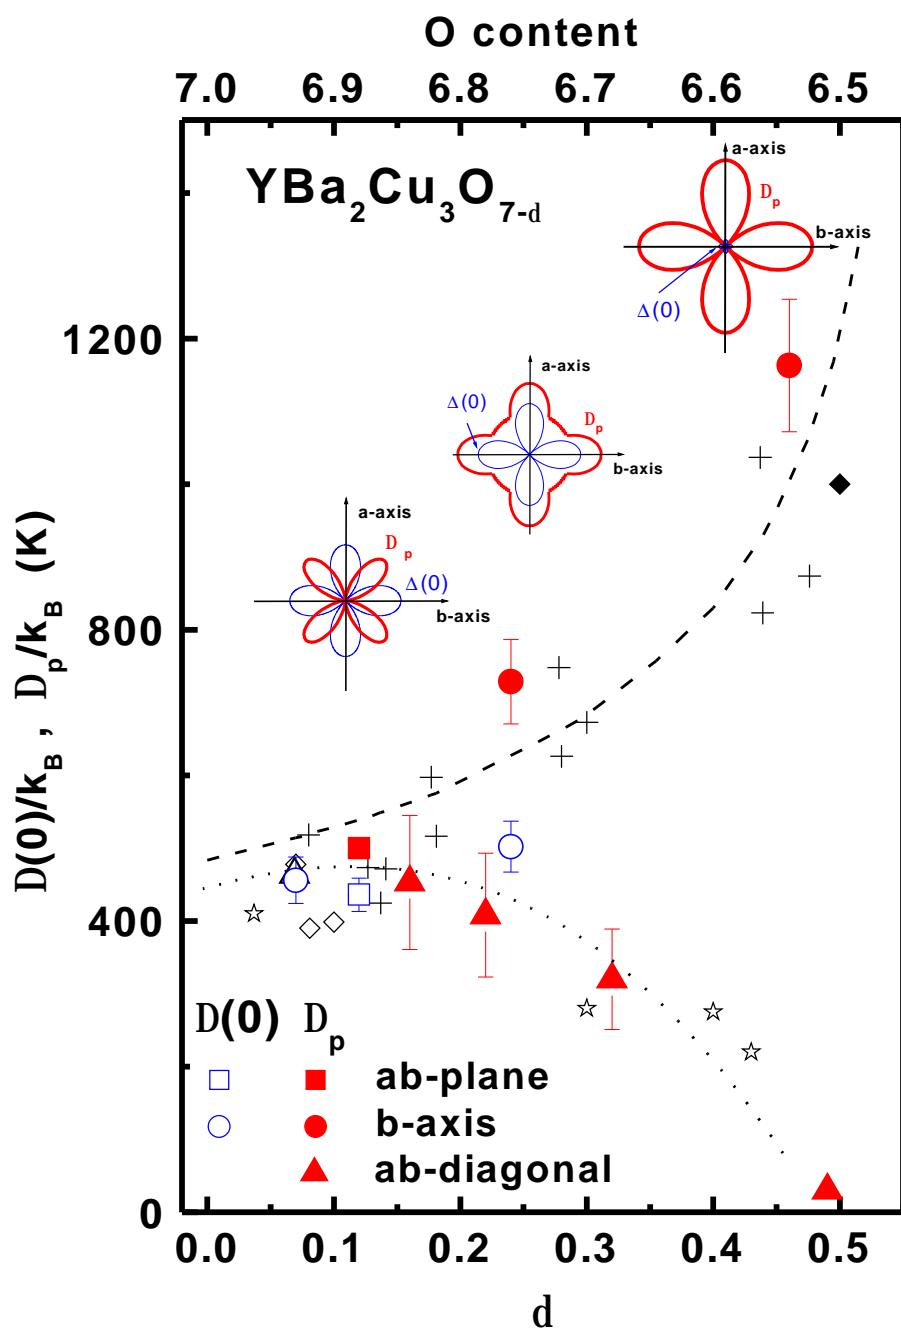 O content
7.0 6.9 6.8 6.7 6.6 6.5
YBa2Cu3O7-d
a-axis
Dp
b-axis
Δ(0)
a-axis
Δ(0)
Dp
b-axis
a-axis
Dp
Δ(0)
b-axis
1200
800
400
0
D(0)/kB , Dp/kB (K)
D(0) Dp
ab-plane
b-axis
ab-diagonal
0.0 0.1 0.2 0.3 0.4 0.5
d